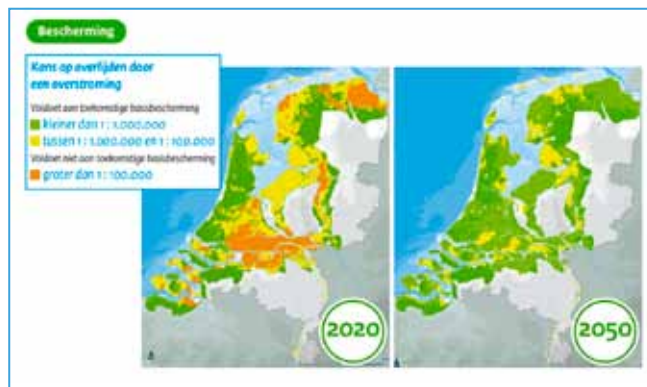 Bescherming
Kans op overlijden door
een overstroming
Voldoet aan toekomstige basisbescherming
kleiner dan 1 : 1.000.000
tussen 1 : 1.000.000 en 1 : 100.000
Voldoet niet aan toekomstige basisbescherming
groter dan 1 : 100.000
2020
2050